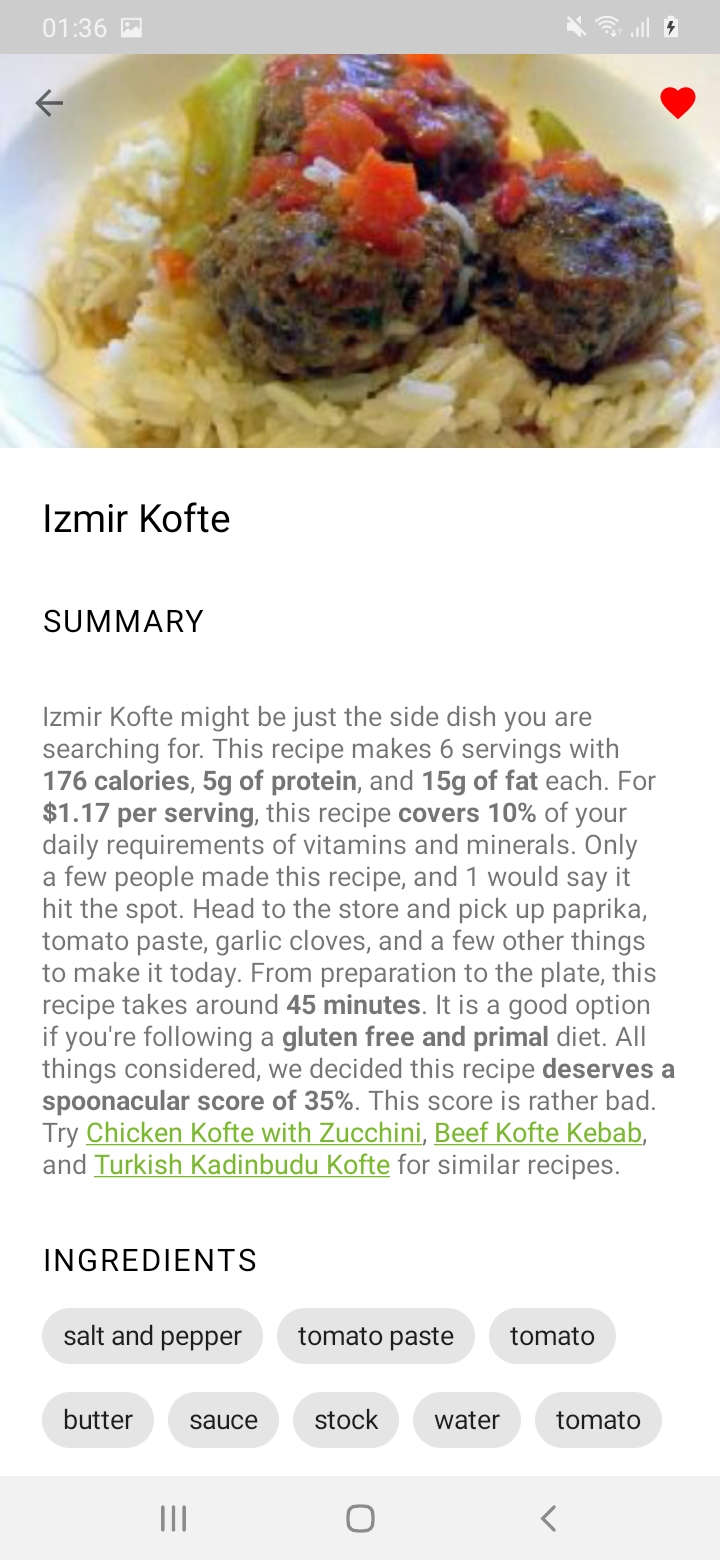 01:36
Izmir Kofte
SUMMARY
Izmir Kofte might be just the side dish you are
searching for. This recipe makes 6 servings with
176 calories, 5g of protein, and 15g of fat each. For
$1.17 per serving, this recipe covers 10% of your
daily requirements of vitamins and minerals. Only
a few people made this recipe, and 1 would say it
hit the spot. Head to the store and pick up paprika,
tomato paste, garlic cloves, and a few other things
to make it today. From preparation to the plate, this
recipe takes around 45 minutes. It is a good option
if you're following a gluten free and primal diet. All
things considered, we decided this recipe deserves a
spoonacular score of 35%. This score is rather bad.
Try Chicken Kofte with Zucchini, Beef Kofte Kebab,
and Turkish Kadinbudu Kofte for similar recipes.
INGREDIENTS
salt and pepper tomato paste tomato
butter sauce stock water tomato